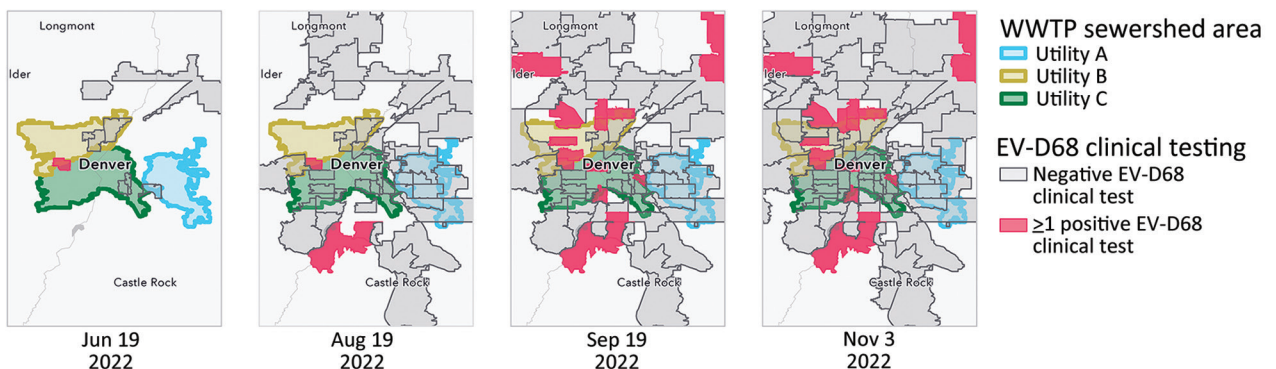 Longmont
lder
Denver
Castle Rock
Jun 19
2022
Longmont
lder
Denver
Castle Rock
Aug 19
2022
Longmont
lder
Denver
Castle Rock
Sep 19
2022
Longmont
lder
Denver
Castle Rock
Nov 3
2022
WWTP sewershed area
Utility A
Utility B
Utility C
EV-D68 clinical testing
Negative EV-D68
clinical test
≥1 positive EV-D68
clinical test